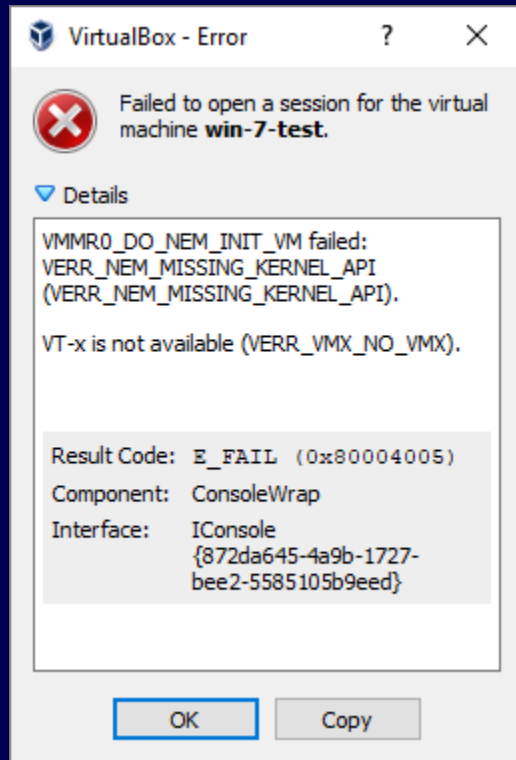 VirtualBox - Error
Failed to open a session for the virtual
machine win-7-test.
Details
VMMR0_DO_NEM_INIT_VM failed:
VERR_NEM_MISSING_KERNEL_API
(VERR_NEM_MISSING_KERNEL_API).
VT-x is not available (VERR_VMX_NO_VMX).
Result Code: E_FAIL (0x80004005)
Component: ConsoleWrap
Interface: IConsole
{872da645-4a9b-1727-
bee2-5585105b9eed}
OK Copy